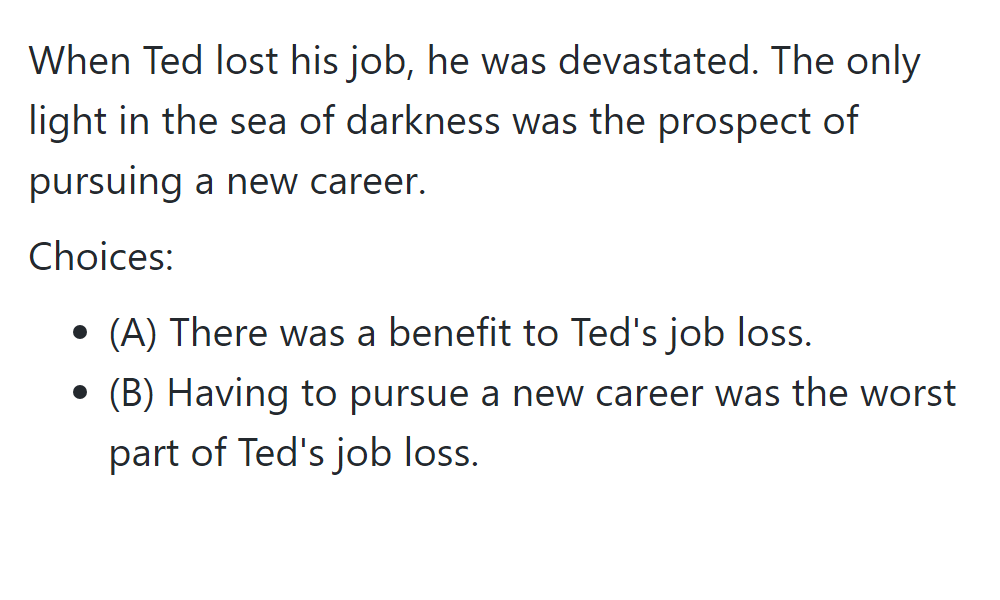 When Ted lost his job, he was devastated. The only
light in the sea of darkness was the prospect of
pursuing a new career.
Choices:
• (A) There was a benefit to Ted's job loss.
• (B) Having to pursue a new career was the worst
part of Ted's job loss.